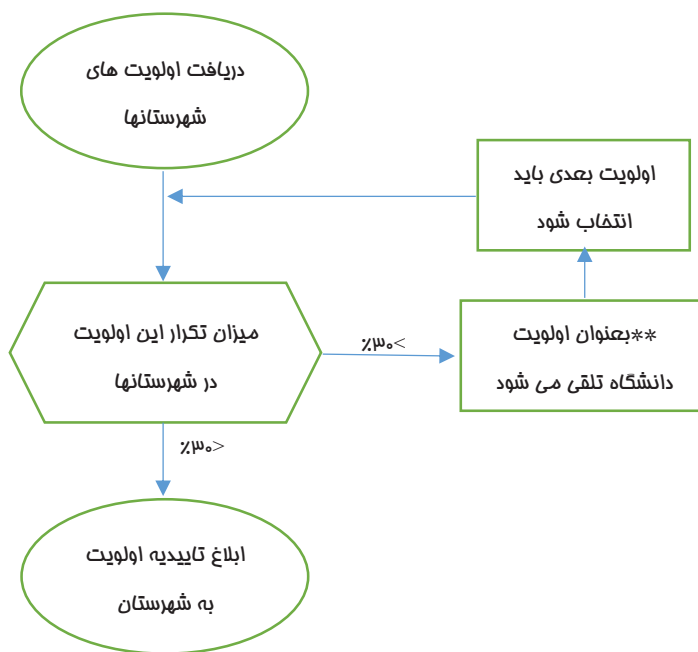 دریافت اولویت های
شهرستانها
اولویت بعدی باید
انتخاب شود
میزان تکرار این اولویت
در شهرستانها
٪۳۰<
**بعنوان اولویت
دانشگاه تلقی می شود
٪۳۰<
ابلاغ تاییدیه اولویت
به شهرستان